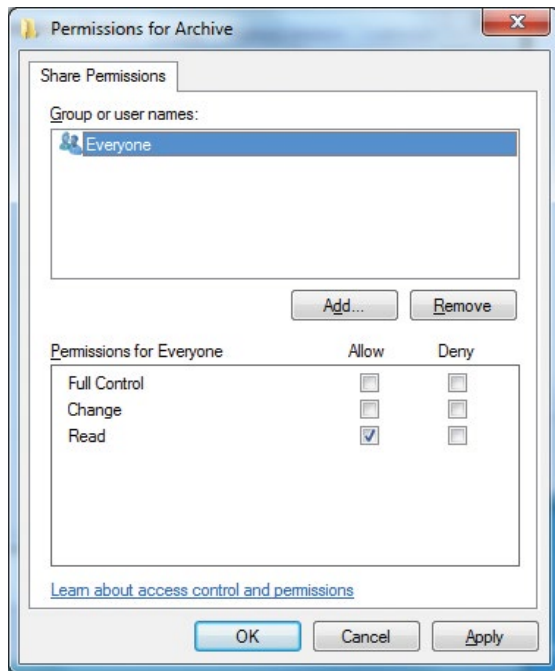 Permissions for Archive
Share Permissions
Group or user names:
Everyone
Add... Remove
Permissions for Everyone Allow Deny
Full Control
Change
Read
Learn about access control and permissions
OK Cancel Apply